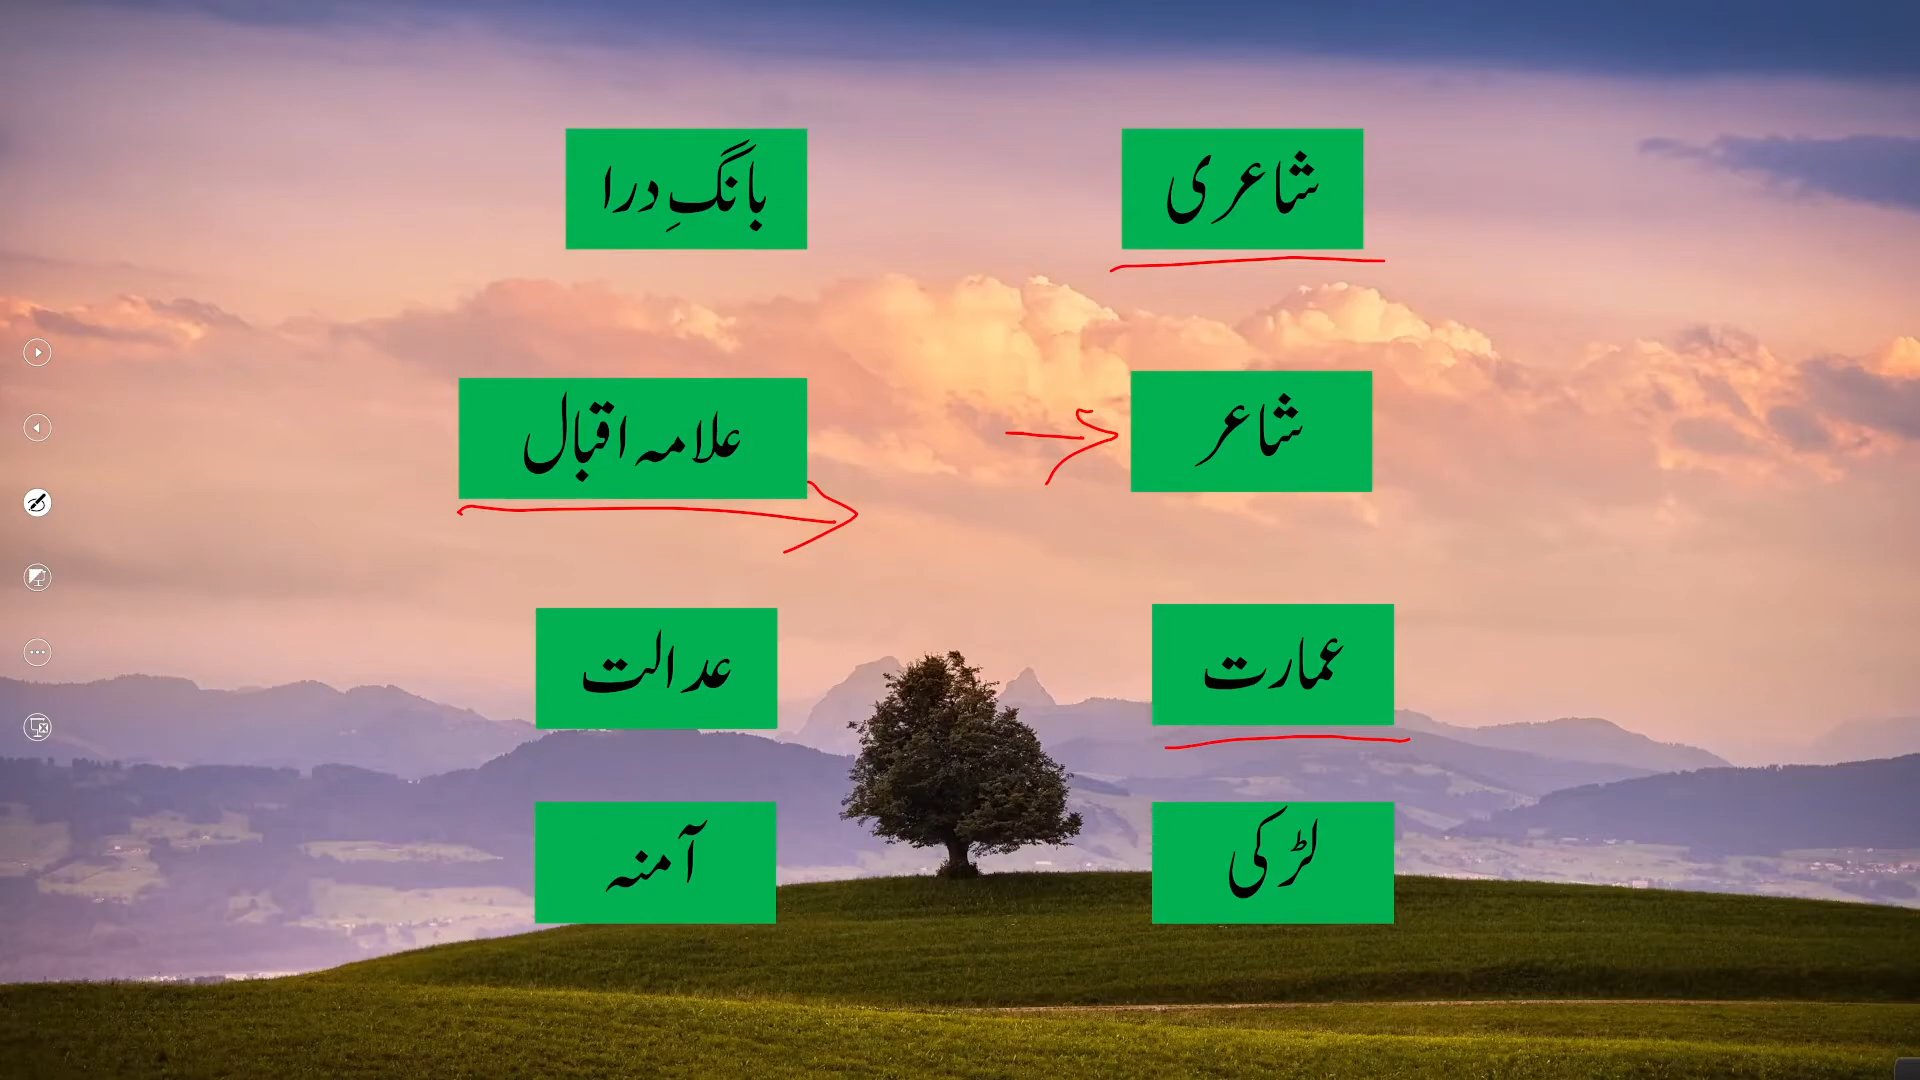 شاعری بانگِ درا
شاعر علامہ اقبال
عمارت عدالت
لڑکی آمنہ